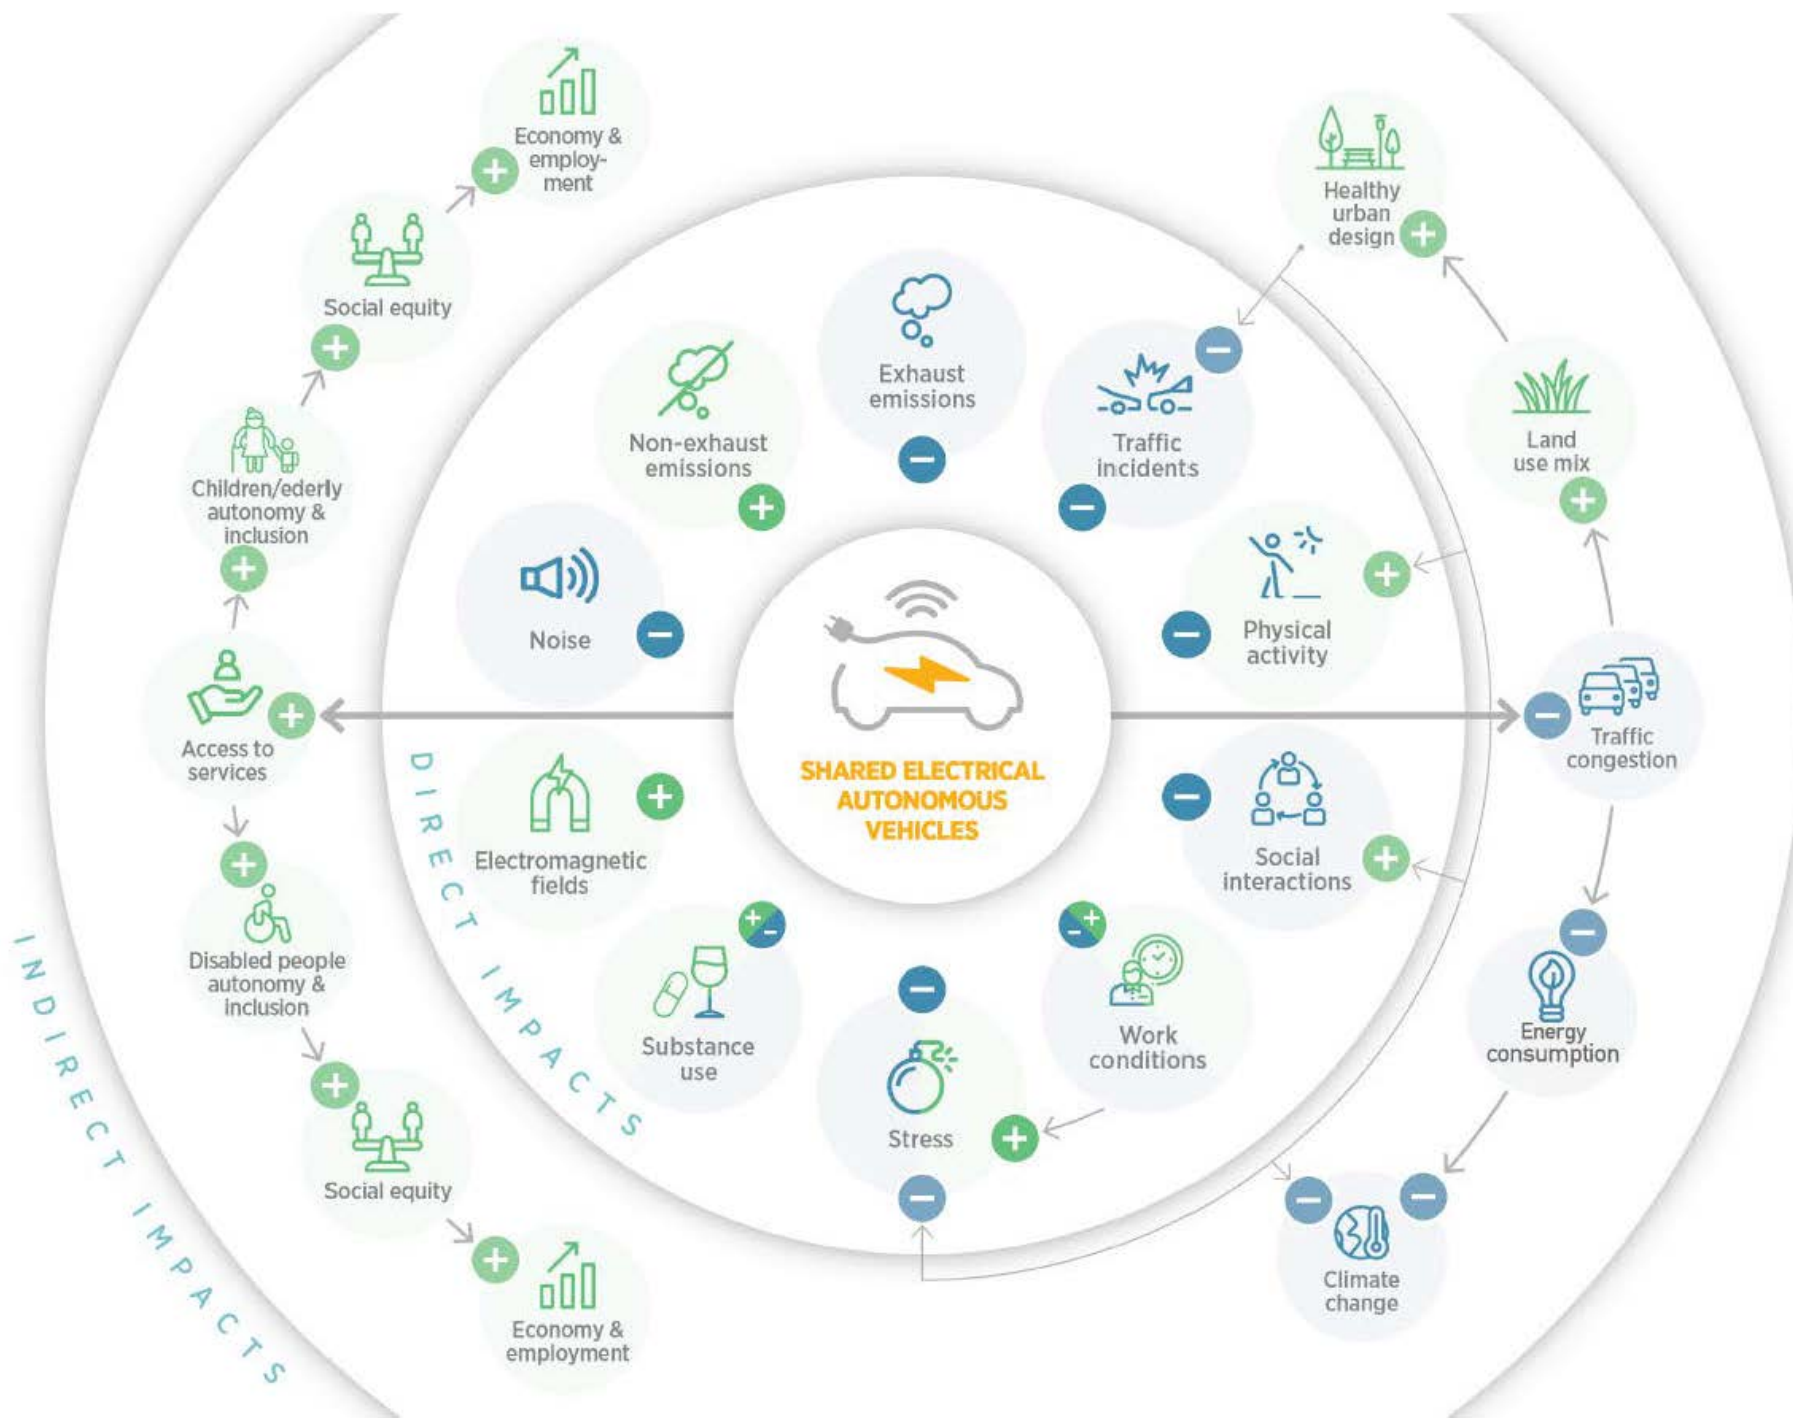 Economy &
employ-
ment
Social equity
Children/ederly
autonomy &
inclusion
Access to
services
Disabled people
autonomy &
inclusion
Social equity
Economy &
employment
INDIRECT IMPACTS
DIRECT IMPACTS
Exhaust
emissions
Non-exhaust
emissions
Noise
Electromagnetic
fields
Substance
use
Stress
Work
conditions
Social
interactions
Physical
activity
Traffic
incidents
SHARED ELECTRICAL
AUTONOMOUS
VEHICLES
Healthy
urban
design
Land
use mix
Traffic
congestion
Energy
consumption
Climate
change